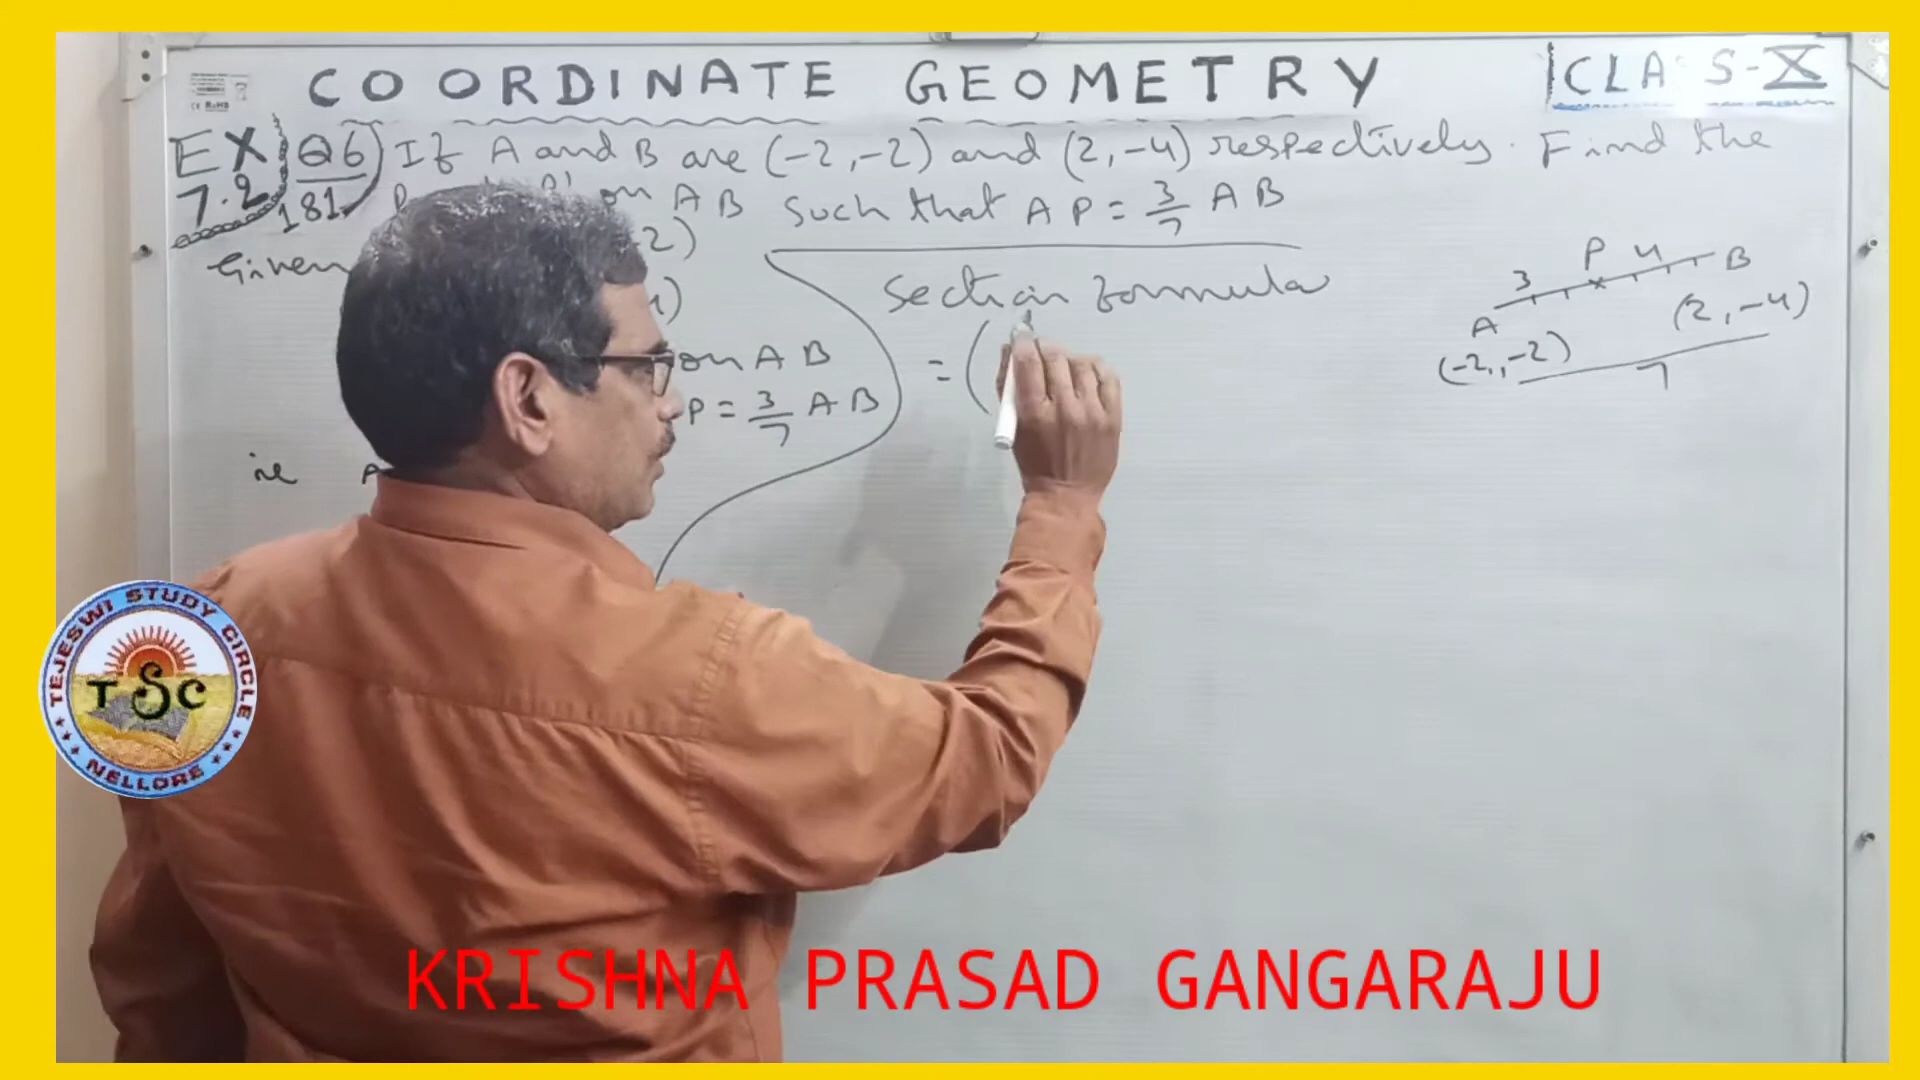 COORDINATE GEOMETRY
CLA S-X
EX 7.2
Q6 181
If A and B are (-2,-2) and (2,-4) respectively. Find the
on AB such that AP = 3/7 AB
Given
2)
)
on AB
P = 3/7 AB
ie A
Section formula
= (
3 P 4 B
A
(2,-4)
(-2,-2)
7
TEJESWI STUDY CIRCLE
TSC
NELLORE
KRISHNA PRASAD GANGARAJU